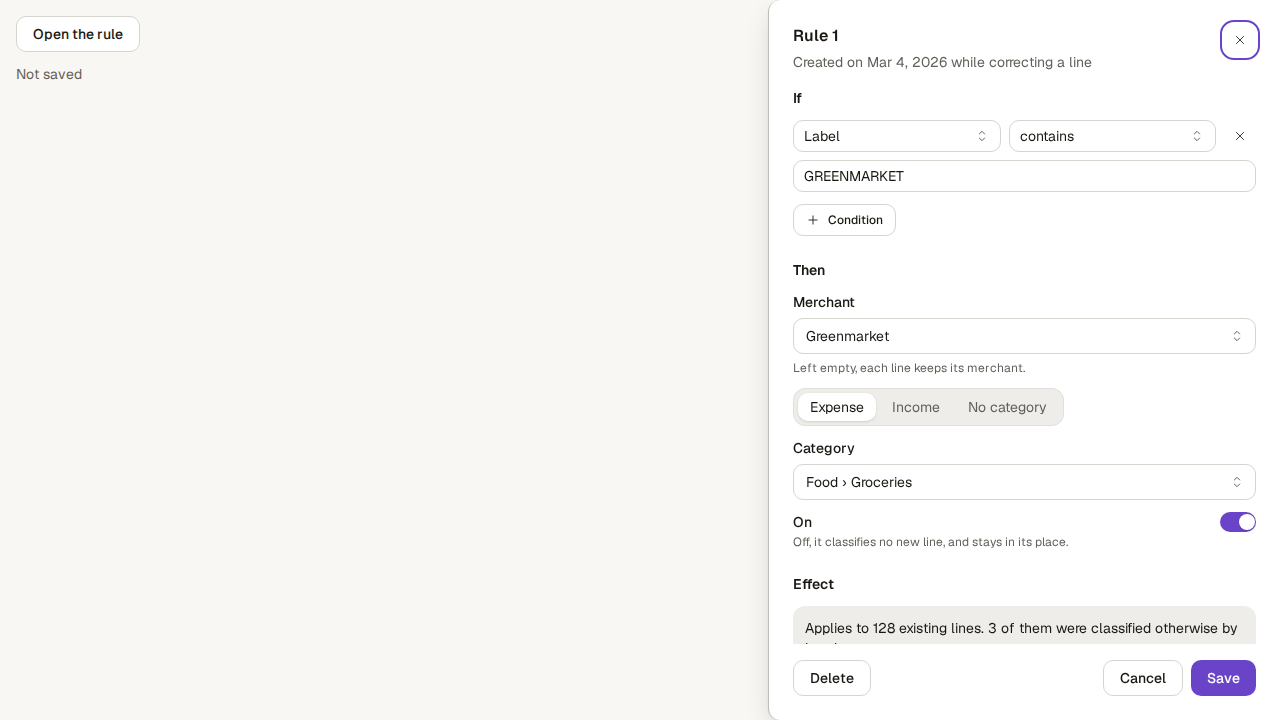 Open the rule
Not saved
Rule 1
Created on Mar 4, 2026 while correcting a line
If
Label
contains
GREENMARKET
Condition
Then
Merchant
Greenmarket
Left empty, each line keeps its merchant.
Expense
Income
No category
Category
Food › Groceries
On
Off, it classifies no new line, and stays in its place.
Effect
Applies to 128 existing lines. 3 of them were classified otherwise by
Delete
Cancel
Save